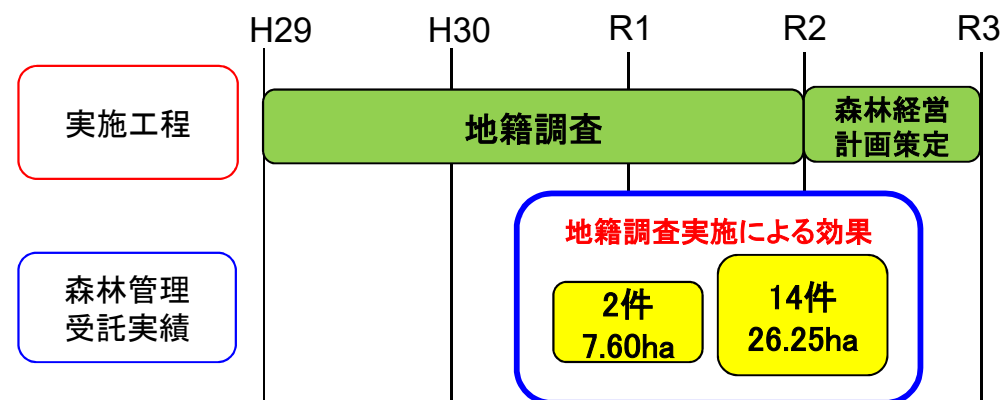 H29
H30
R1
R2
R3
実施工程
地籍調査
森林経営
計画策定
地籍調査実施による効果
森林管理
受託実績
2件
7.60ha
14件
26.25ha